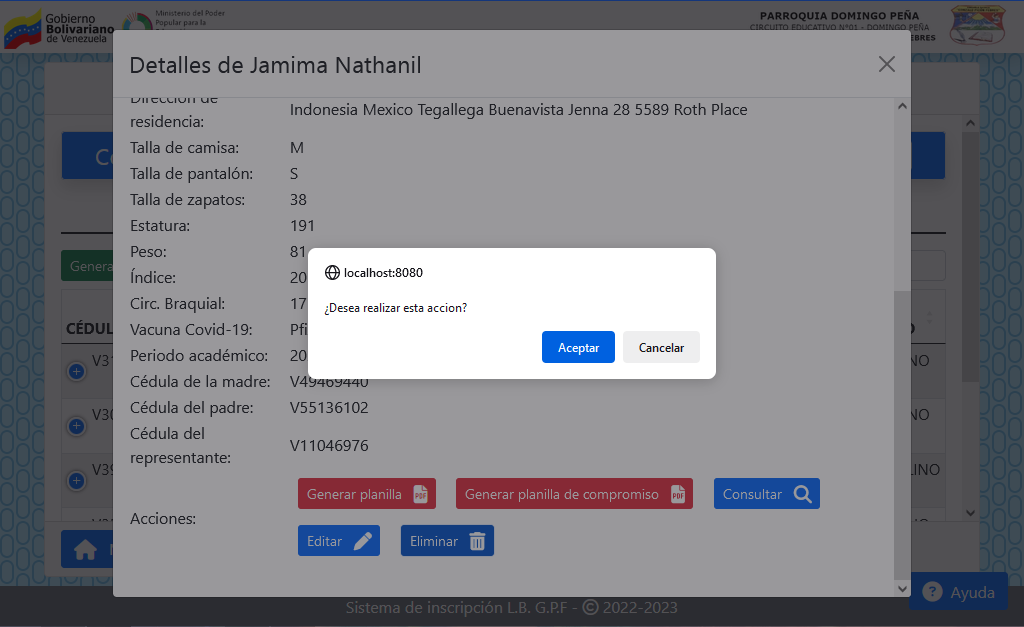 Gobierno
Bolivariano
de Venezuela
Ministerio del Poder
Popular para la
PARROQUIA DOMINGO PEÑA
CIRCUITO EDUCATIVO N°01 - DOMINGO PEÑA
EBRES
Detalles de Jamima Nathanil
Dirección de
residencia:
Indonesia Mexico Tegallega Buenavista Jenna 28 5589 Roth Place
Talla de camisa: M
Talla de pantalón: S
Talla de zapatos: 38
Estatura: 191
Peso: 81
Índice: 20
Circ. Braquial: 17
Vacuna Covid-19: Pfi
Periodo académico: 20
Cédula de la madre: V49469440
Cédula del padre: V55136102
Cédula del
representante:
V11046976
Acciones:
Generar planilla PDF
Generar planilla de compromiso PDF
Consultar
Editar
Eliminar
localhost:8080
¿Desea realizar esta accion?
Aceptar
Cancelar
Genera
CÉDUL
V31
V30
V39
NO
NO
LINO
Ayuda
Sistema de inscripción L.B. G.P.F - © 2022-2023